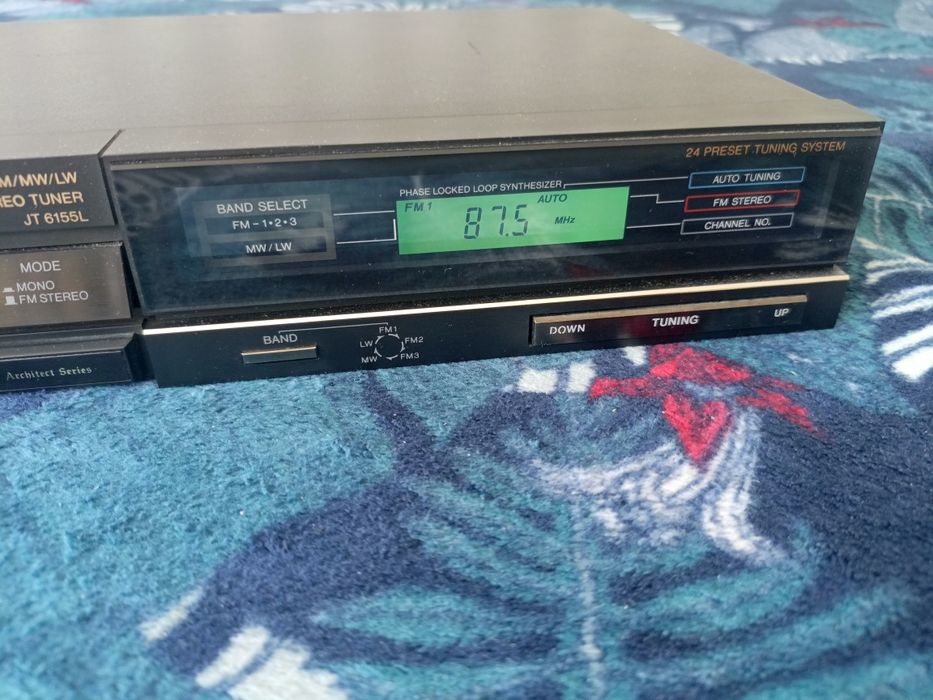 M/MW/LW
EO TUNER
JT 6155L
MODE
MONO
FM STEREO
Architect Series
24 PRESET TUNING SYSTEM
BAND SELECT
FM-1•2•3
MW/LW
PHASE LOCKED LOOP SYNTHESIZER
FM 1
AUTO
87.5
MHz
AUTO TUNING
FM STEREO
CHANNEL NO.
BAND
FM1
LW
FM2
MW
FM3
DOWN
TUNING
UP